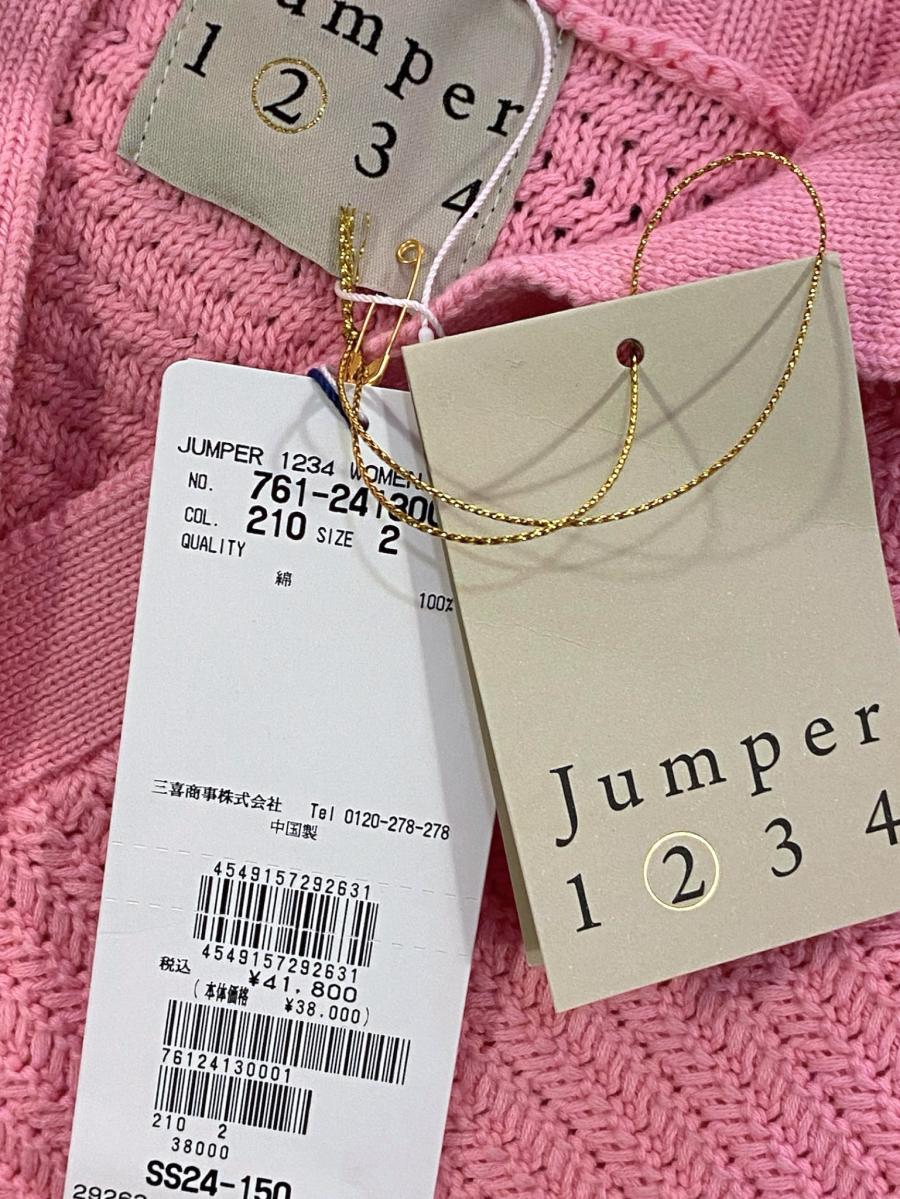 umper
1 2 3 4
JUMPER 1234 WOMEN
NO. 761-241300
COL. 210 SIZE 2
QUALITY
綿
100%
三喜商事株式会社 Tel 0120-278-278
中国製
4549157292631
4549157292631
税込 ¥41,800
(本体価格 ¥38.000)
76124130001
210 2
38000
SS24-150
Jumper
1 2 3 4